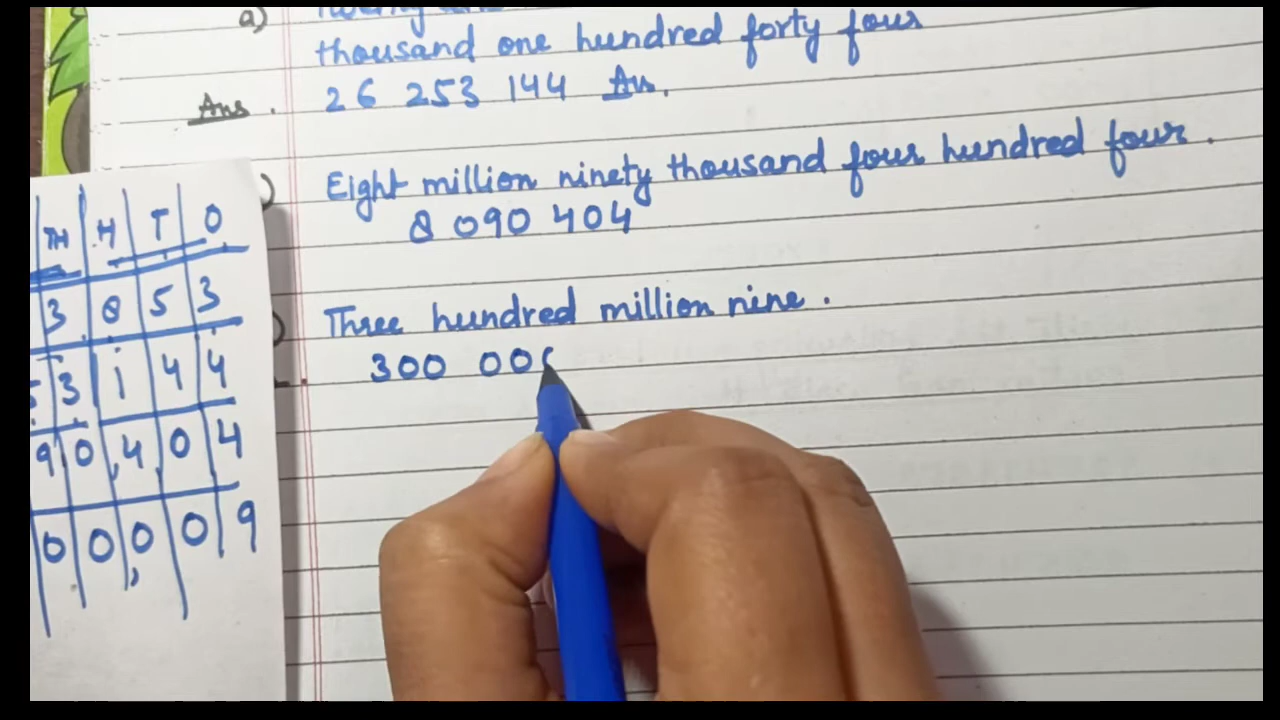 a)
thousand one hundred forty four
Ans. 26 253 144 Ans.
Eight million ninety thousand four hundred four.
8 090 404
Three hundred million nine.
300 00
TH H T O
3 8 5 3
3 1 4 4
9 0, 4 0 4
0 0 0, 0 9